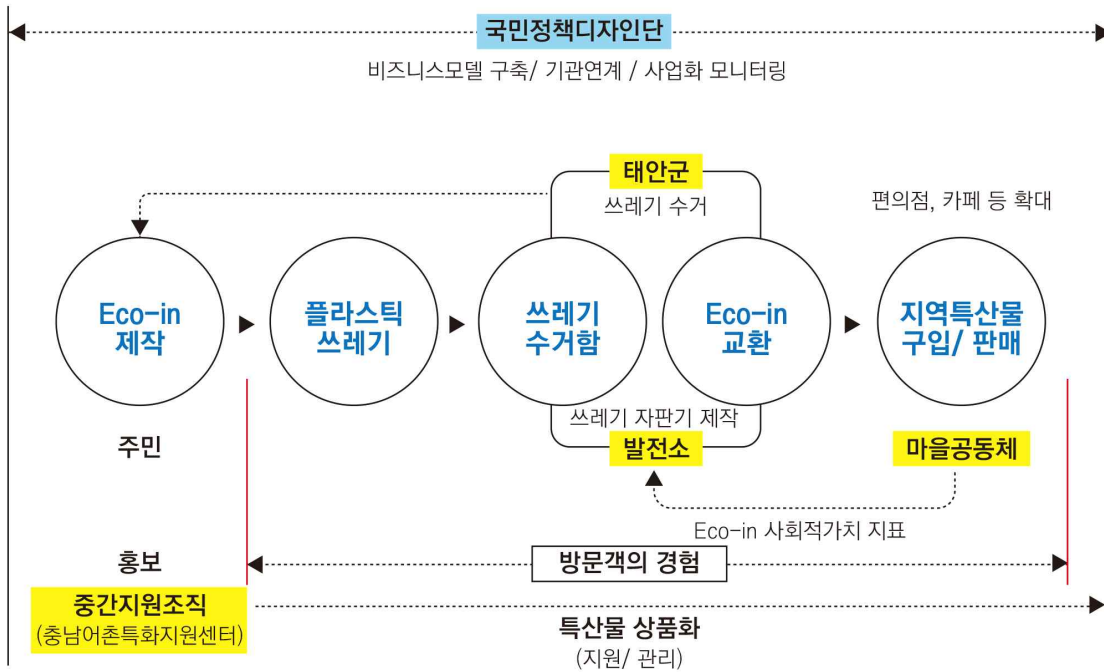 국민정책디자인단
비즈니스모델 구축/ 기관연계 / 사업화 모니터링
태안군
쓰레기 수거
편의점, 카페 등 확대
Eco-in
제작
플라스틱
쓰레기
쓰레기
수거함
Eco-in
교환
지역특산물
구입/ 판매
쓰레기 자판기 제작
주민
발전소
마을공동체
Eco-in 사회적가치 지표
홍보
방문객의 경험
중간지원조직
(충남어촌특화지원센터)
특산물 상품화
(지원/ 관리)